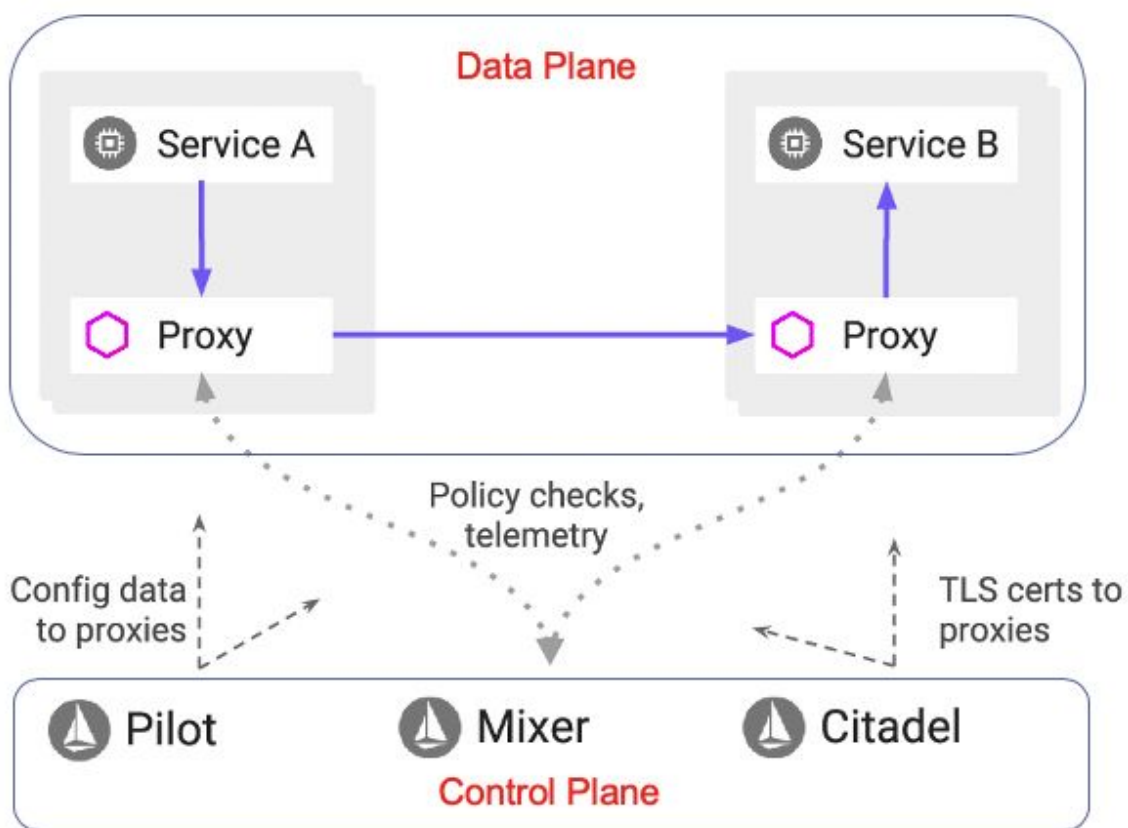 Data Plane
Service A
Service B
Proxy
Proxy
Policy checks,
telemetry
Config data
to proxies
TLS certs to
proxies
Pilot
Mixer
Citadel
Control Plane